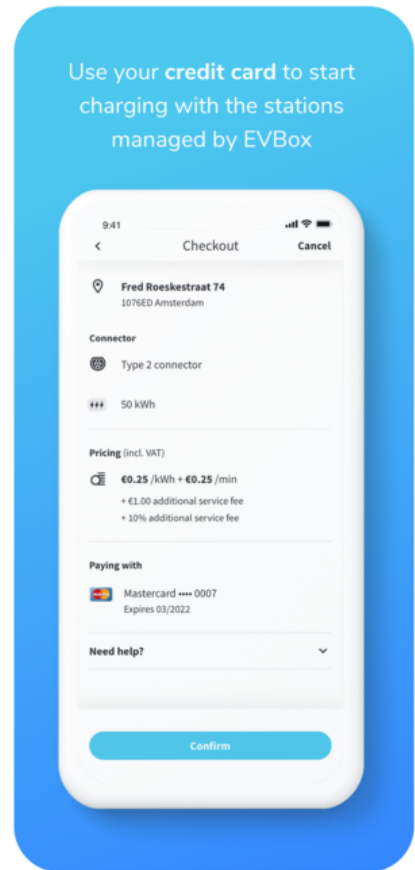 Use your credit card to start
charging with the stations
managed by EVBox
9:41
Checkout
Cancel
Fred Roeskestraat 74
1076ED Amsterdam
Connector
Type 2 connector
50 kWh
Pricing (incl. VAT)
€0.25 /kWh + €0.25 /min
+ €1.00 additional service fee
+ 10% additional service fee
Paying with
Mastercard •••• 0007
Expires 03/2022
Need help?
Confirm